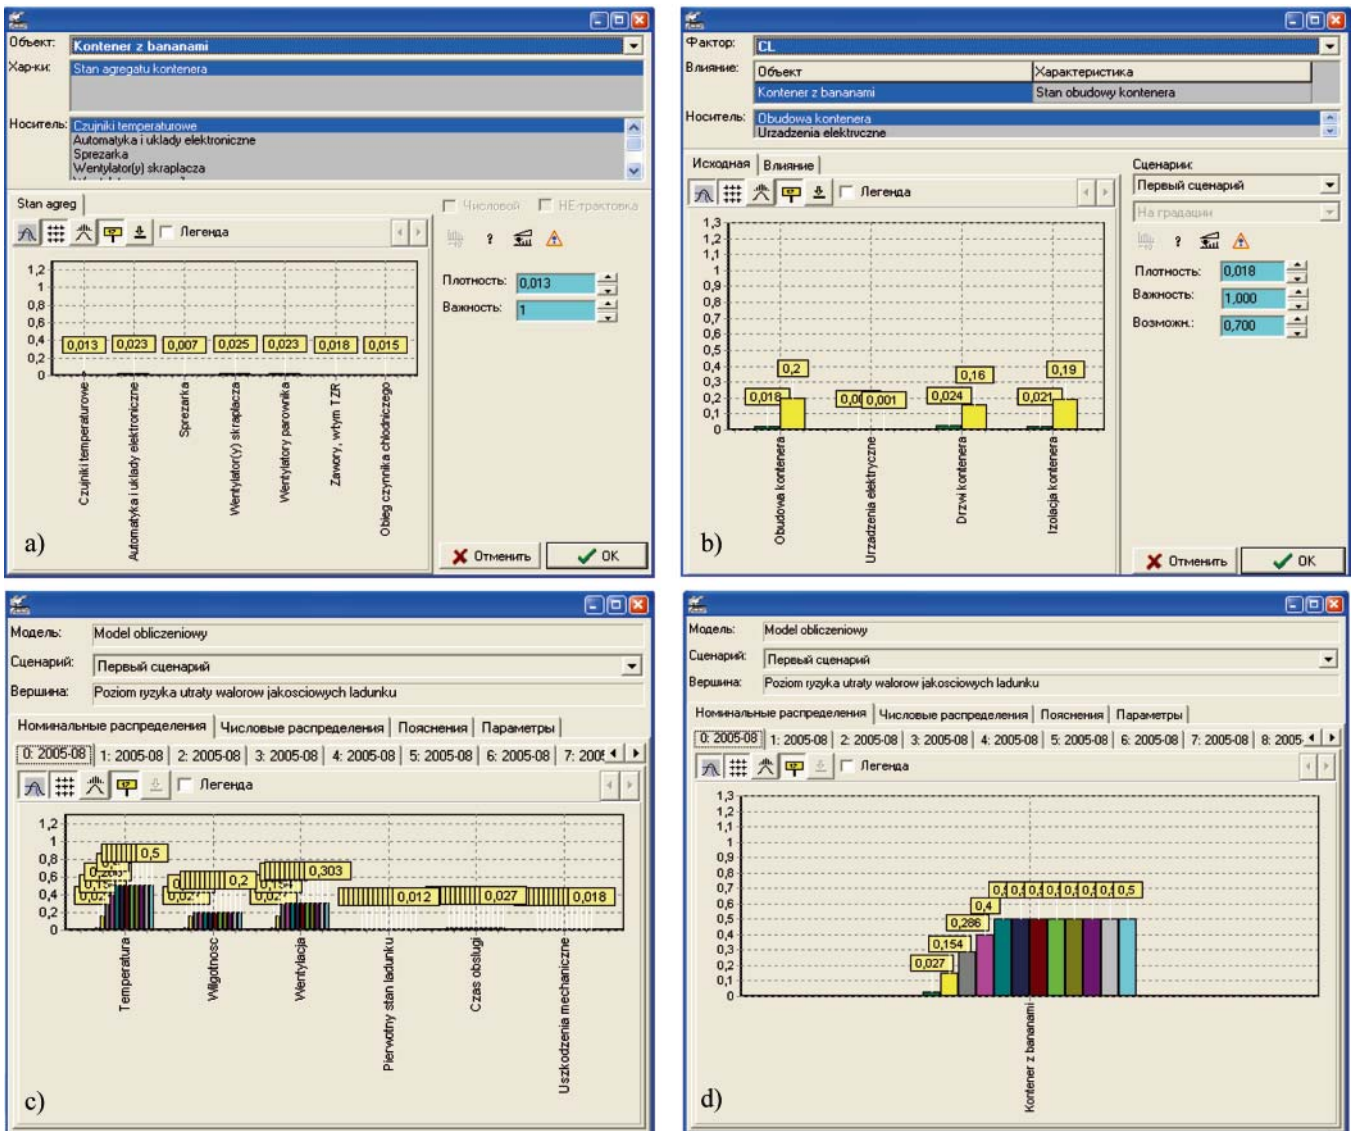 Объект: Kontener z bananami
Хар-ки: Stan agregatu kontenera
Носитель: Czujniki temperaturowe
Automatyka i uklady elektroniczne
Sprezarka
Wentylator(y) skraplacza
Stan agreg
Легенда
Числовой НЕ-трактовка
?
Плотность: 0,013
Важность: 1
1,2
1
0,8
0,6
0,4
0,2
0
0,013 0,023 0,007 0,025 0,023 0,018 0,015
Czujniki temperaturowe
Automatyka i uklady elektroniczne
Sprezarka
Wentylator(y) skraplacza
Wentylatory parownika
Zawory, wtym TZR
Obieg czynnika chlodniczego
a)
Отменить OK
Фактор: CL
Влияние: Объект Характеристика
Kontener z bananami Stan obudowy kontenera
Носитель: Obudowa kontenera
Urzadzenia elektryczne
Исходная Влияние
Легенда
Сценарии:
Первый сценарий
На градации
?
Плотность: 0,018
Важность: 1,000
Возможн.: 0,700
1,3
1,2
1,1
1
0,9
0,8
0,7
0,6
0,5
0,4
0,3
0,2
0,1
0
0,018 0,2 0,001 0,024 0,16 0,021 0,19
Obudowa kontenera
Urzadzenia elektryczne
Drzwi kontenera
Izolacja kontenera
b)
Отменить OK
Модель: Model obliczeniowy
Сценарий: Первый сценарий
Вершина: Poziom ryzyka utraty walorow jakosciowych ladunku
Номинальные распределения Числовые распределения Пояснения Параметры
0: 2005-08 1: 2005-08 2: 2005-08 3: 2005-08 4: 2005-08 5: 2005-08 6: 2005-08
Легенда
1,2
1
0,8
0,6
0,4
0,2
0
0,5 0,2 0,303 0,012 0,027 0,018
Temperatura
Wilgotnosc
Wentylacja
Pierwotny stan ladunku
Czas obslugi
Uszkodzenia mechaniczne
c)
Модель: Model obliczeniowy
Сценарий: Первый сценарий
Вершина: Poziom ryzyka utraty walorow jakosciowych ladunku
Номинальные распределения Числовые распределения Пояснения Параметры
0: 2005-08 1: 2005-08 2: 2005-08 3: 2005-08 4: 2005-08 5: 2005-08 6: 2005-08 7: 2005-08 8: 2005-
Легенда
1,3
1,2
1,1
1
0,9
0,8
0,7
0,6
0,5
0,4
0,3
0,2
0,1
0
0,027 0,154 0,286 0,4 0,5
Kontener z bananami
d)